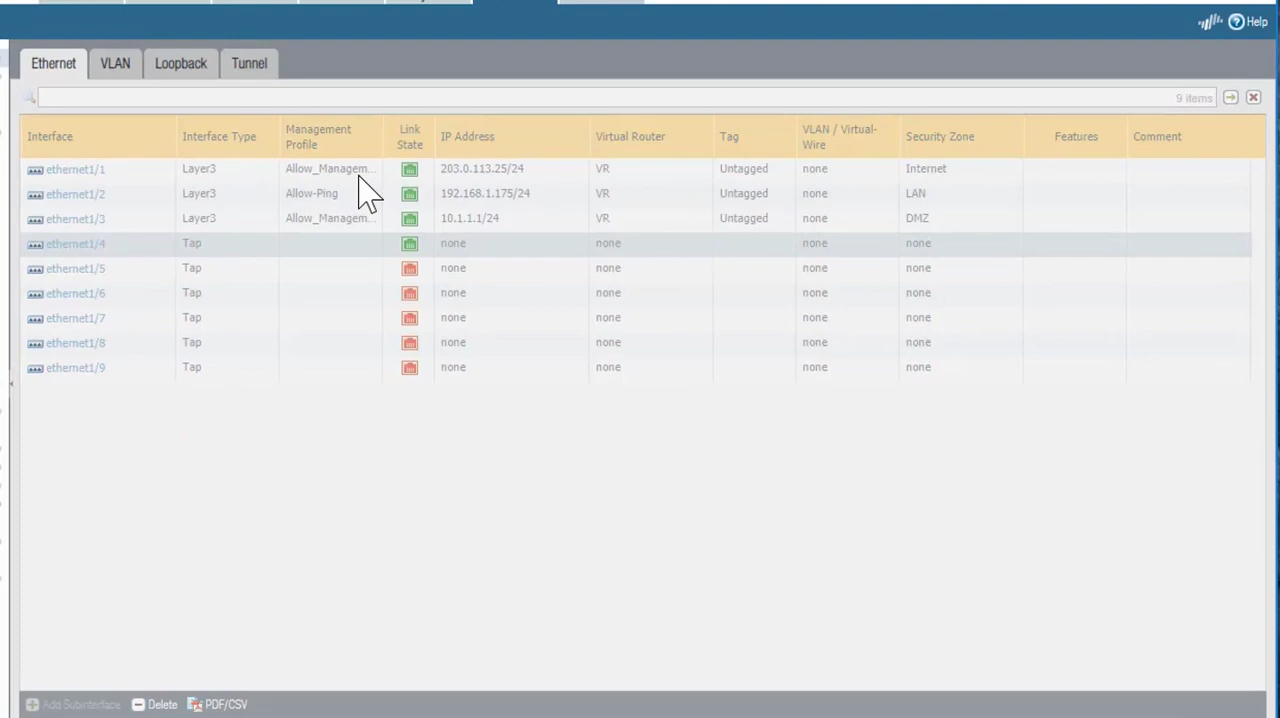 Help
Ethernet VLAN Loopback Tunnel
9 items
Interface Interface Type Management Profile Link State IP Address Virtual Router Tag VLAN / Virtual-Wire Security Zone Features Comment
ethernet1/1 Layer3 Allow_Managem... 203.0.113.25/24 VR Untagged none Internet
ethernet1/2 Layer3 Allow-Ping 192.168.1.175/24 VR Untagged none LAN
ethernet1/3 Layer3 Allow_Managem... 10.1.1.1/24 VR Untagged none DMZ
ethernet1/4 Tap none none none none
ethernet1/5 Tap none none none none
ethernet1/6 Tap none none none none
ethernet1/7 Tap none none none none
ethernet1/8 Tap none none none none
ethernet1/9 Tap none none none none
Add Subinterface Delete PDF/CSV